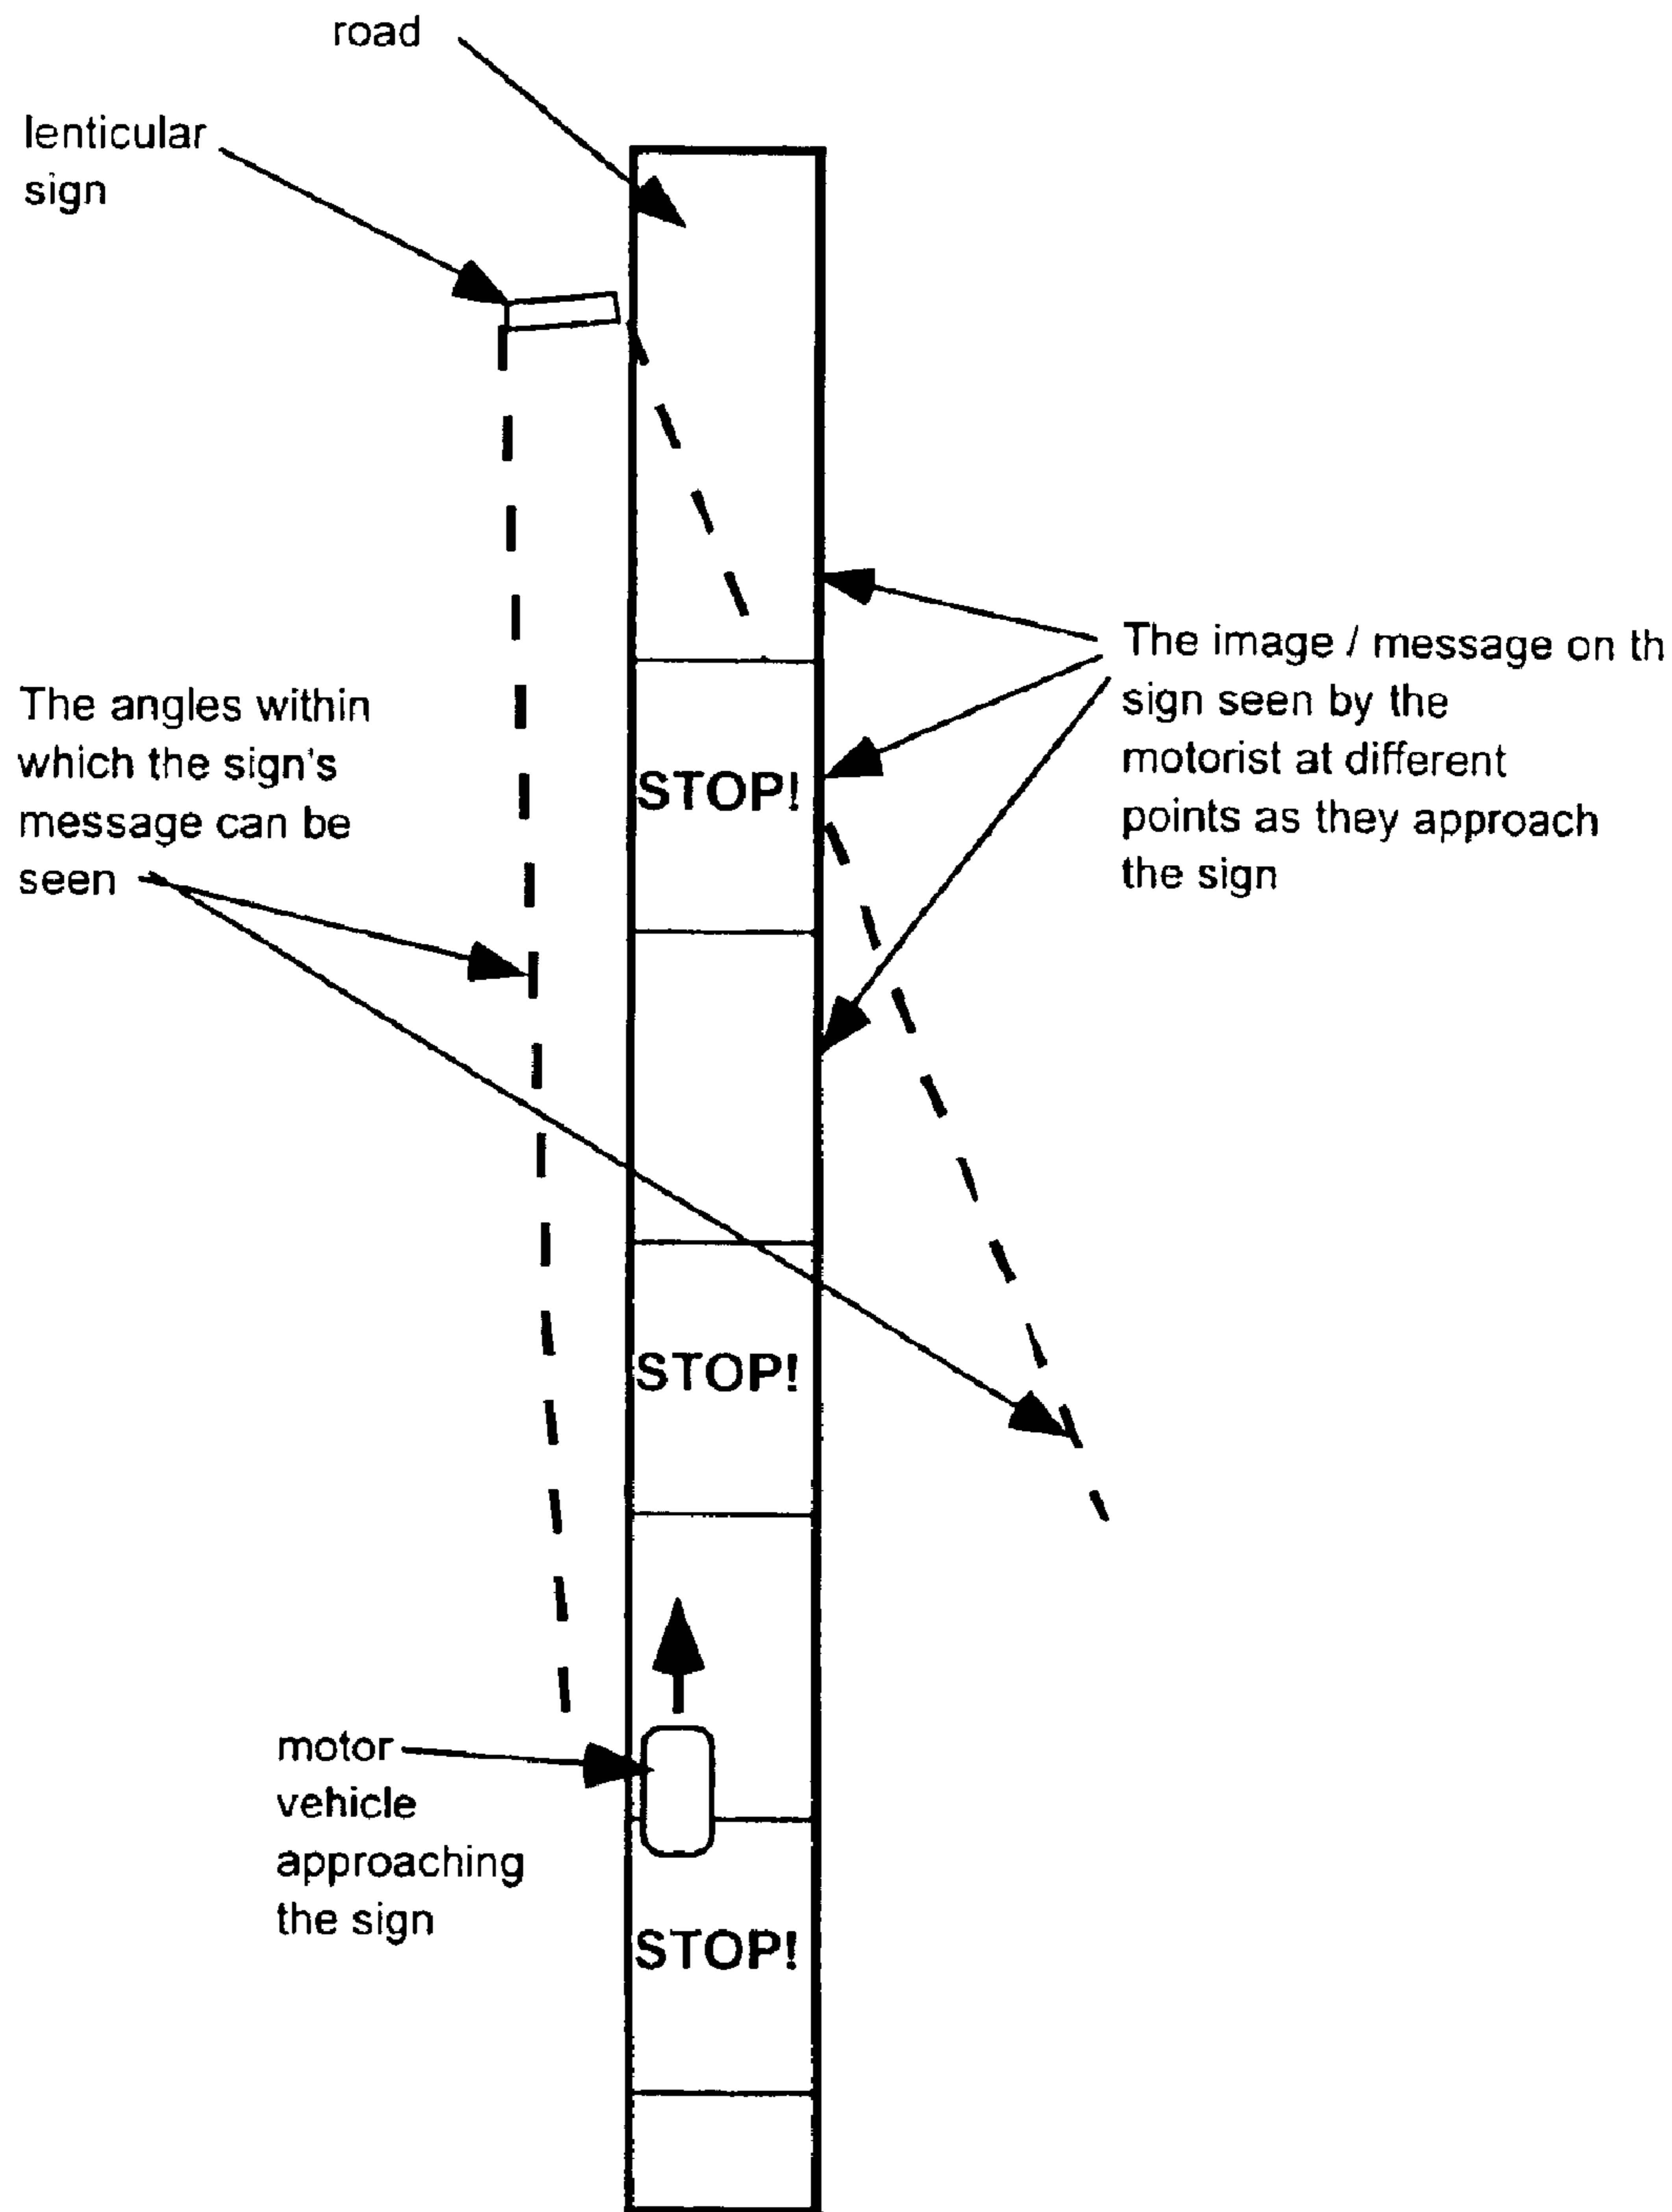 road
lenticular
sign
The image / message on th
sign seen by the
motorist at different
points as they approach
the sign
The angles within
which the sign's
message can be
seen
STOP!
STOP!
motor
vehicle
approaching
the sign
STOP!